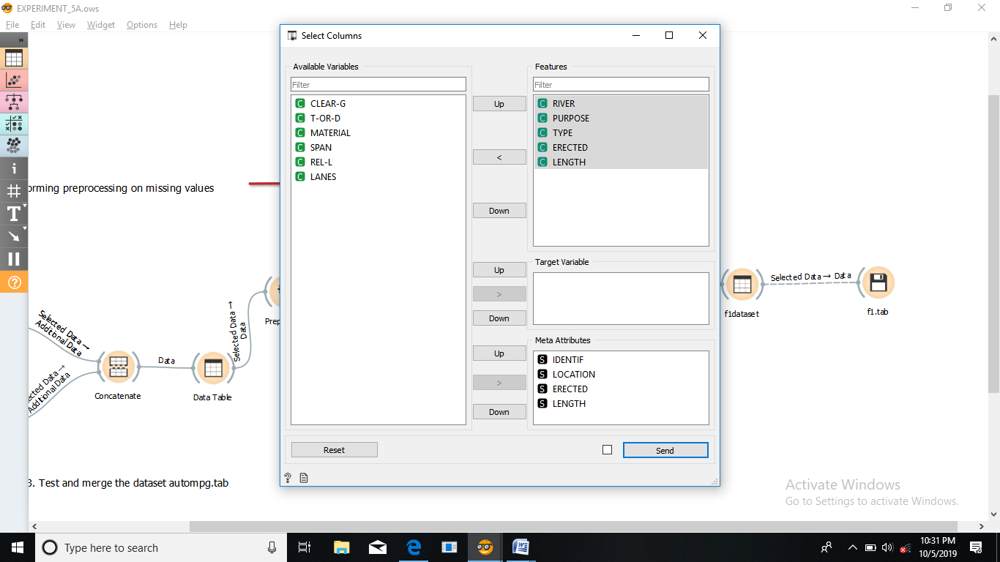 EXPERIMENT_5A.ows
File Edit View Widget Options Help
»
Select Columns
Available Variables
Filter
C CLEAR-G
C T-OR-D
C MATERIAL
C SPAN
C REL-L
C LANES
Up
<
Down
Features
Filter
C RIVER
C PURPOSE
C TYPE
C ERECTED
C LENGTH
Up
>
Down
Target Variable
Up
>
Down
Meta Attributes
S IDENTIF
S LOCATION
S ERECTED
S LENGTH
Reset
Send
?
i
#
T
?
orming preprocessing on missing values
Selected Data → Data
f1dataset
f1.tab
Prep
Selected Data →
Data
Selected Data →
Additional Data
ected Data →
Additional Data
Data
Concatenate
Data Table
3. Test and merge the dataset autompg.tab
Activate Windows
Go to Settings to activate Windows.
Type here to search
10:31 PM
10/5/2019